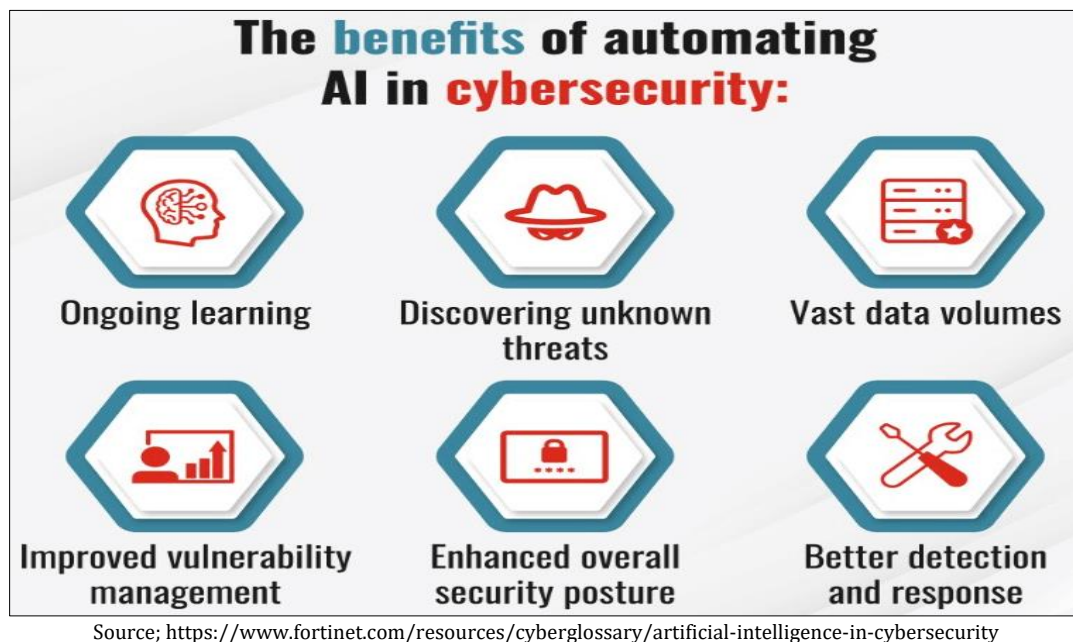 The benefits of automating
AI in cybersecurity:
Ongoing learning
Discovering unknown
threats
Vast data volumes
Improved vulnerability
management
Enhanced overall
security posture
Better detection
and response
Source; https://www.fortinet.com/resources/cyberglossary/artificial-intelligence-in-cybersecurity